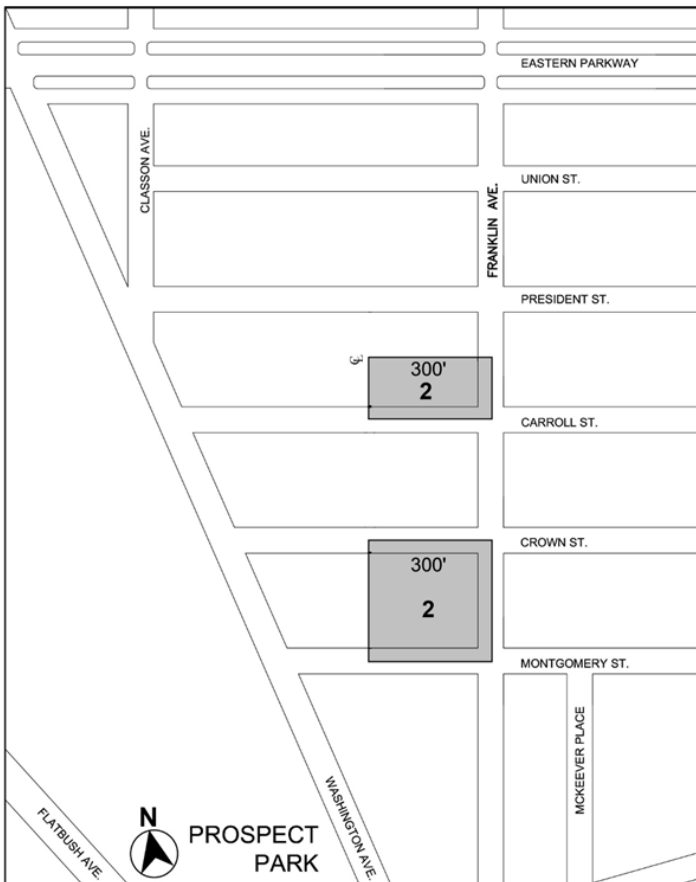 EASTERN PARKWAY
CLASSON AVE.
UNION ST.
FRANKLIN AVE.
PRESIDENT ST.
℄
300'
2
CARROLL ST.
CROWN ST.
300'
2
MONTGOMERY ST.
MCKEEVER PLACE
WASHINGTON AVE.
FLATBUSH AVE.
N
PROSPECT
PARK